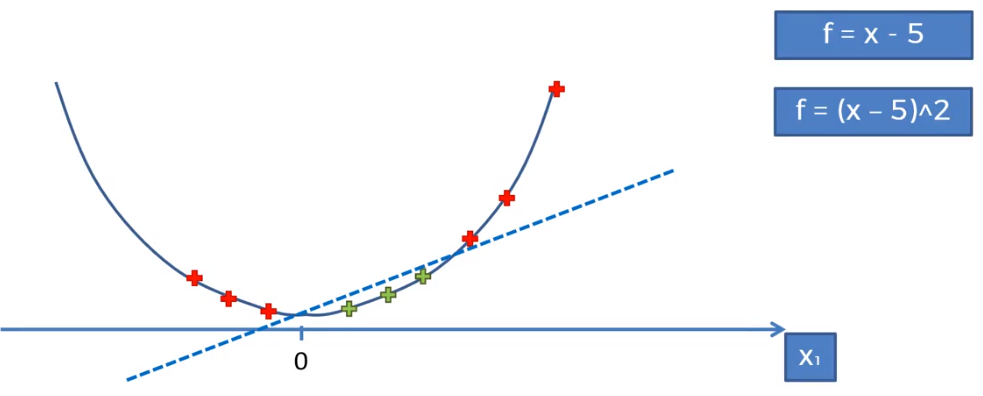 f = x - 5
f = (x – 5)^2
0
x₁